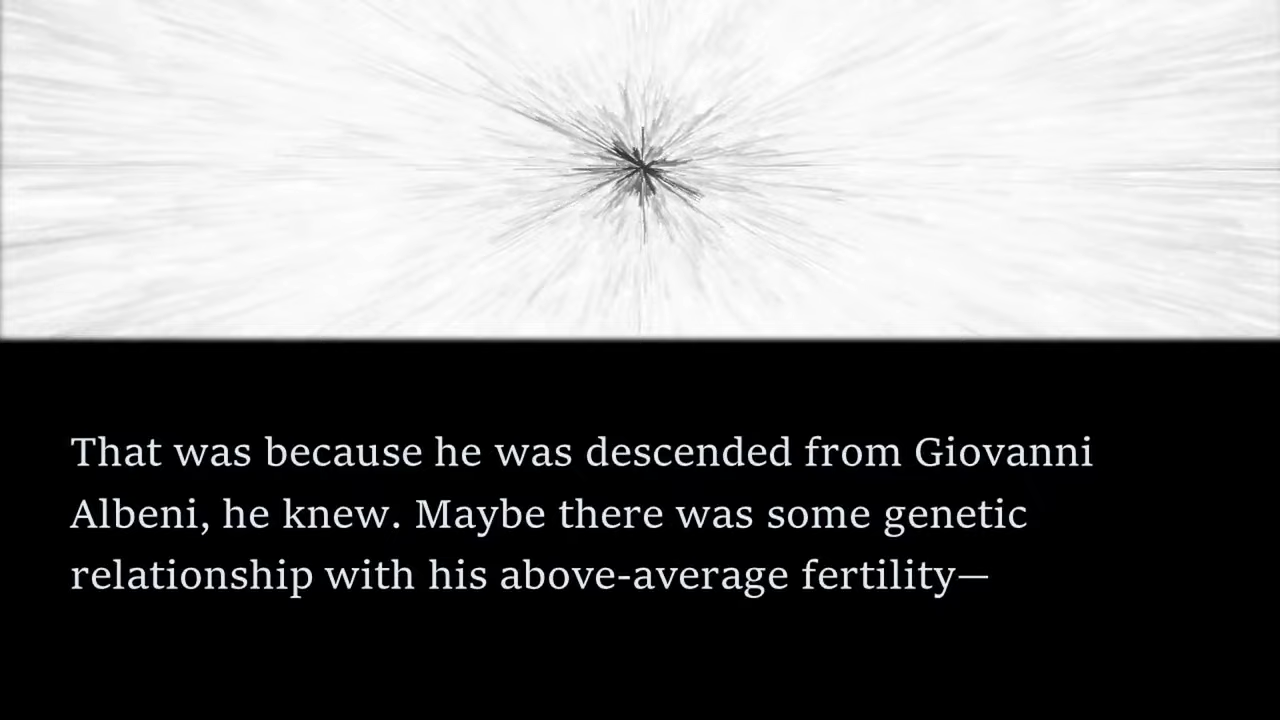 That was because he was descended from Giovanni
Albeni, he knew. Maybe there was some genetic
relationship with his above-average fertility—